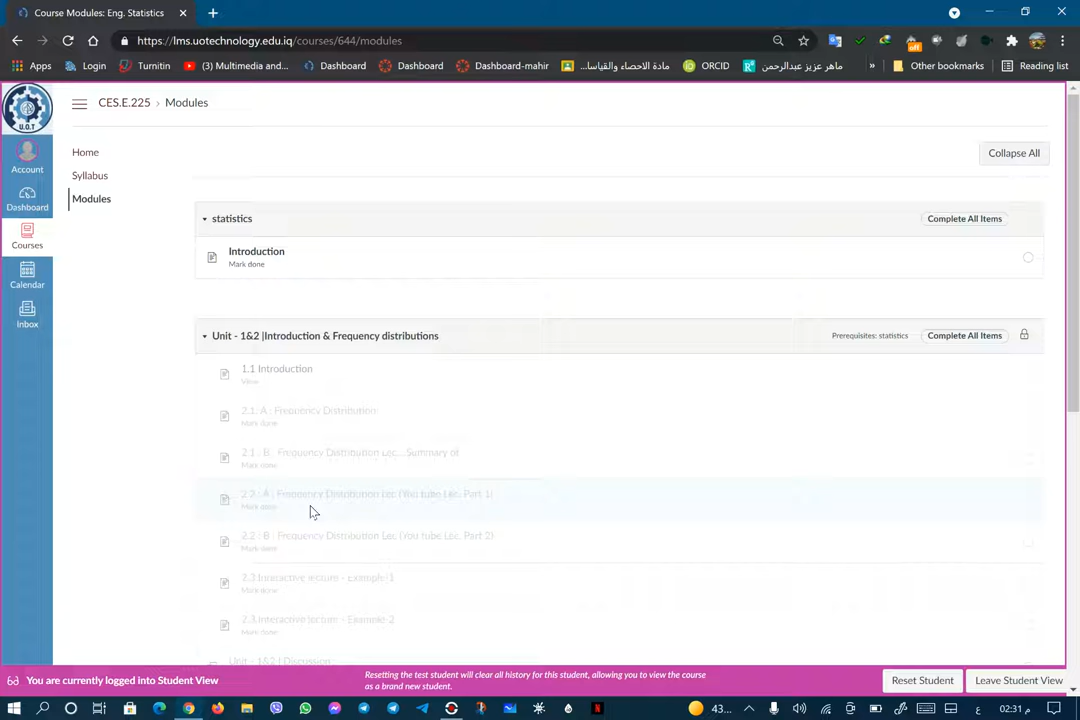 Course Modules: Eng. Statistics
https://lms.uotechnology.edu.iq/courses/644/modules
Apps
Login
Turnitin
(3) Multimedia and...
Dashboard
Dashboard
Dashboard-mahir
مادة الاحصاء والقياسا...
ORCID
ماهر عزيز عبدالرحمن
»
Other bookmarks
Reading list
U.O.T
CES.E.225 › Modules
Account
Dashboard
Courses
Calendar
Inbox
Home
Syllabus
Modules
Collapse All
statistics
Complete All Items
Introduction
Mark done
Unit - 1&2 |Introduction & Frequency distributions
Prerequisites: statistics
Complete All Items
1.1 Introduction
View
2.1. A : Frequency Distribution
Mark done
2.1 . B : Frequency Distribution Lec... Summary of
Mark done
2.2 : A : Frequency Distribution Lec (You tube Lec. Part 1)
Mark done
2.2 : B : Frequency Distribution Lec (You tube Lec. Part 2)
Mark done
2.3 Interactive lecture - Example-1
Mark done
2.3 Interactive lecture - Example-2
Mark done
Unit - 1&2 | Discussion
You are currently logged into Student View
Resetting the test student will clear all history for this student, allowing you to view the course
as a brand new student.
Reset Student
Leave Student View
43...
ع
02:31 م